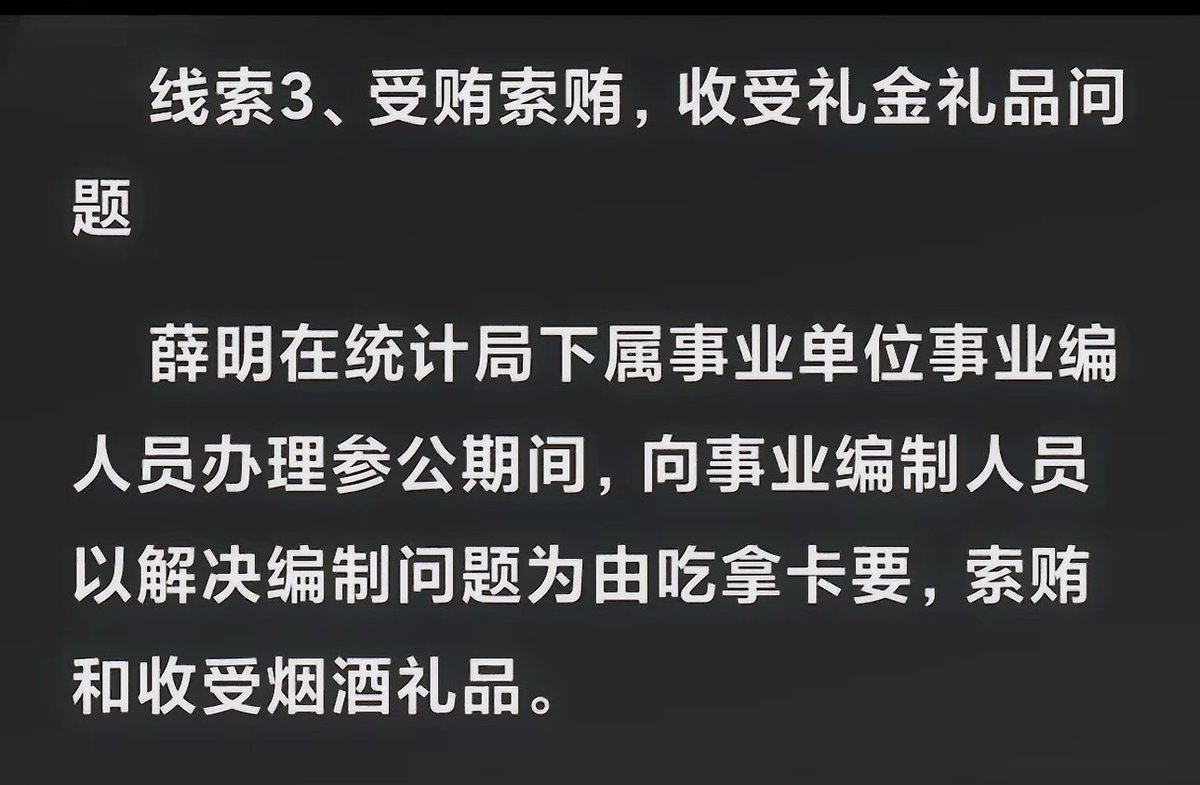 线索3、受贿索贿，收受礼金礼品问
题
薛明在统计局下属事业单位事业编
人员办理参公期间，向事业编制人员
以解决编制问题为由吃拿卡要，索贿
和收受烟酒礼品。